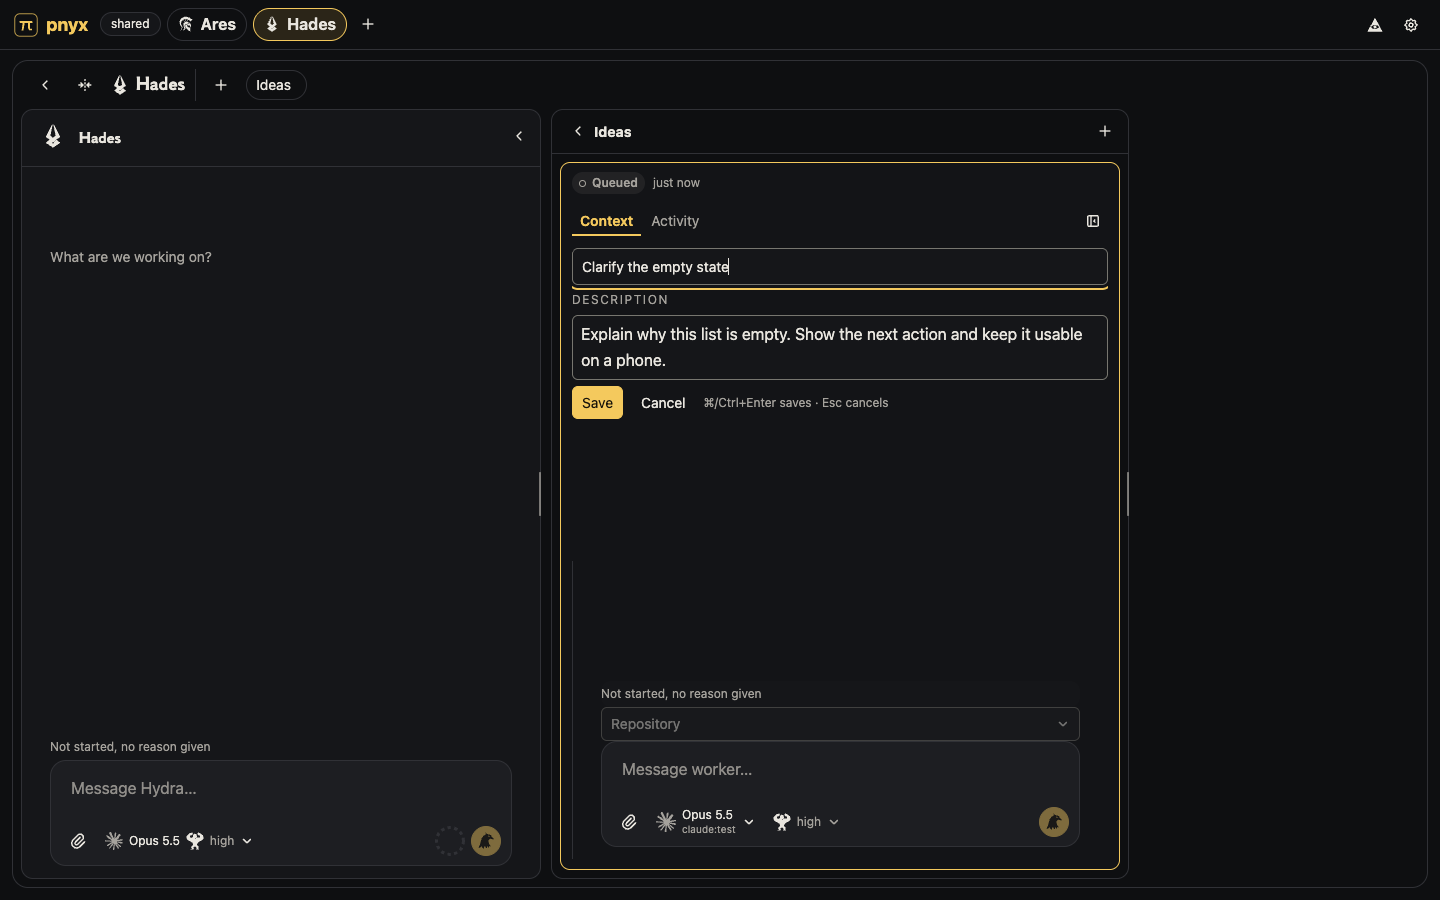 π pnyx shared Ares Hades +
Hades + Ideas
Hades
What are we working on?
Not started, no reason given
Message Hydra...
Opus 5.5 high
Ideas +
Queued just now
Context Activity
Clarify the empty state
DESCRIPTION
Explain why this list is empty. Show the next action and keep it usable
on a phone.
Save Cancel ⌘/Ctrl+Enter saves · Esc cancels
Not started, no reason given
Repository
Message worker...
Opus 5.5 high
claude:test